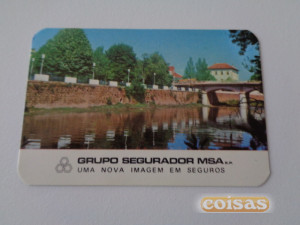 GRUPO SEGURADOR MSA s.a.
UMA NOVA IMAGEM EM SEGUROS
coisas